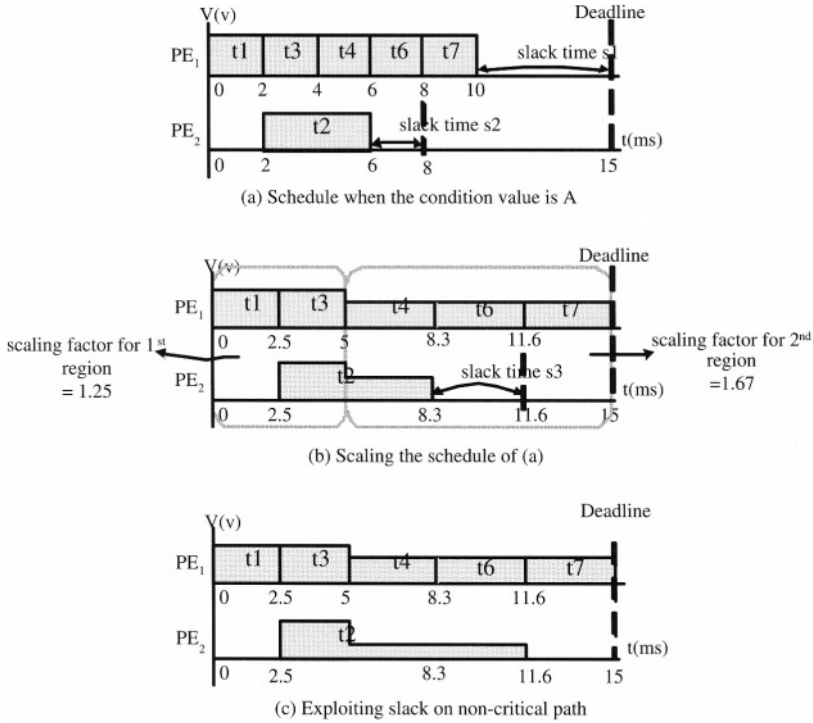 V(v)
Deadline
PE1
t1 t3 t4 t6 t7
slack time s1
0 2 4 6 8 10
PE2
t2
slack time s2
t(ms)
0 2 6 8 15
(a) Schedule when the condition value is A
V(v)
Deadline
PE1
t1 t3 t4 t6 t7
0 2.5 5 8.3 11.6
scaling factor for 1st
region
= 1.25
scaling factor for 2nd
region
=1.67
PE2
t2
slack time s3
t(ms)
0 2.5 8.3 11.6 15
(b) Scaling the schedule of (a)
V(v)
Deadline
PE1
t1 t3 t4 t6 t7
0 2.5 5 8.3 11.6
PE2
t2
t(ms)
0 2.5 8.3 11.6 15
(c) Exploiting slack on non-critical path